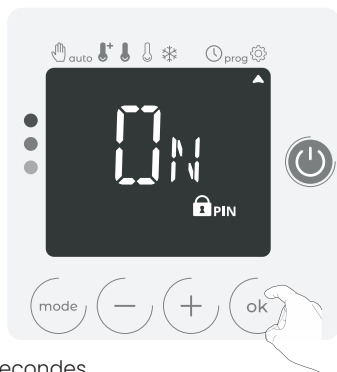 auto prog
ON
PIN
mode − + ok
econdes